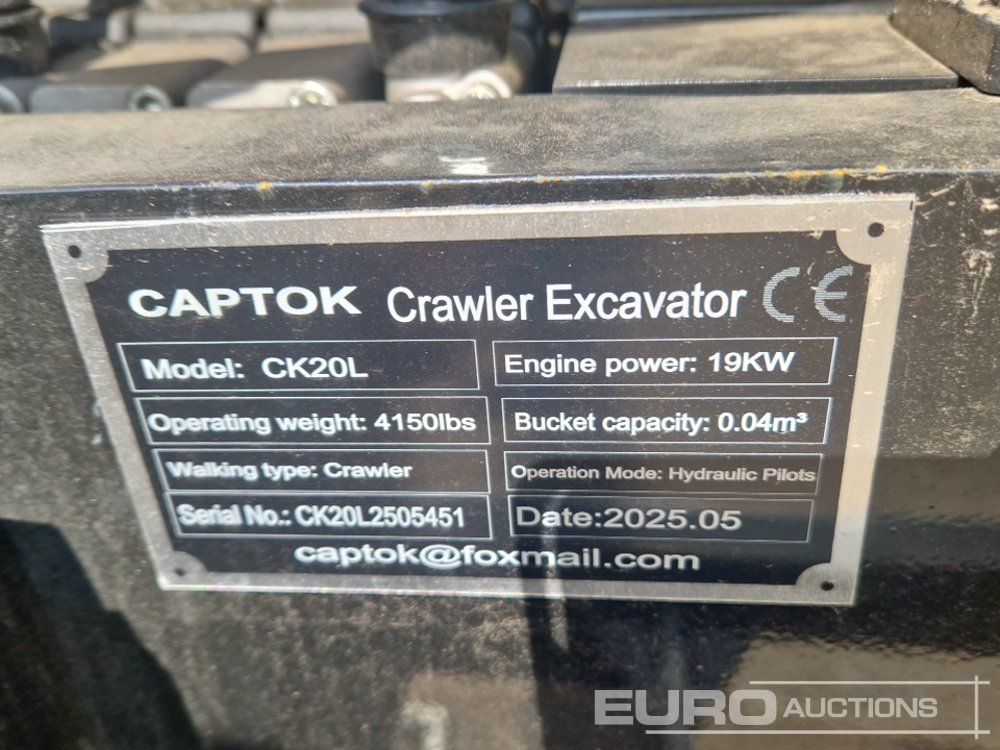 CAPTOK Crawler Excavator CE
Model: CK20L
Engine power: 19KW
Operating weight: 4150lbs
Bucket capacity: 0.04m³
Walking type: Crawler
Operation Mode: Hydraulic Pilots
Serial No.: CK20L2505451
Date:2025.05
captok@foxmail.com
EURO AUCTIONS